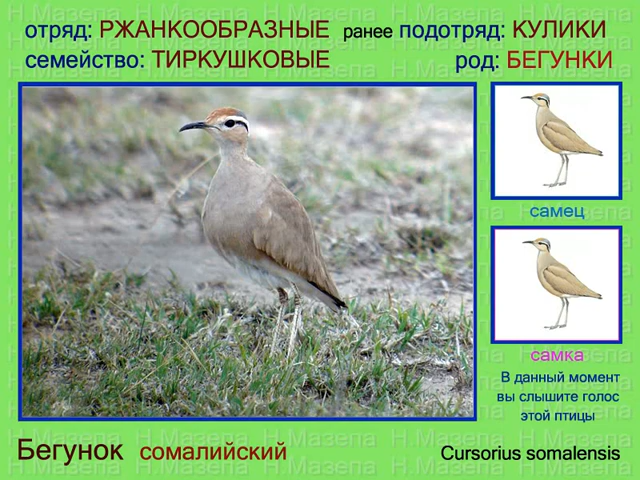 отряд: РЖАНКООБРАЗНЫЕ ранее подотряд: КУЛИКИ
семейство: ТИРКУШКОВЫЕ род: БЕГУНКИ
самец
самка
В данный момент
вы слышите голос
этой птицы
Бегунок сомалийский Cursorius somalensis
Н.Мазепа